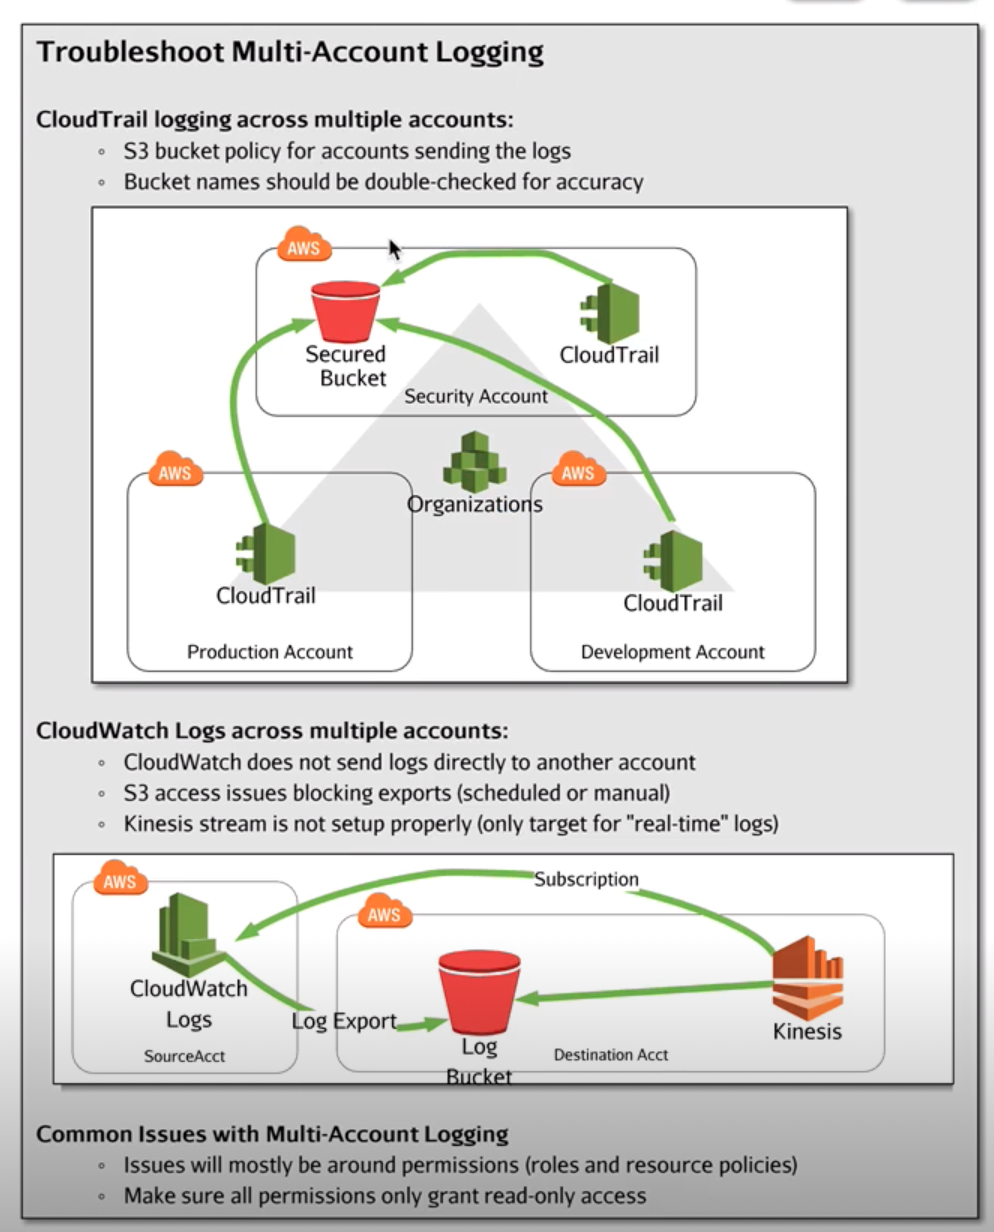 Troubleshoot Multi-Account Logging
CloudTrail logging across multiple accounts:
◦ S3 bucket policy for accounts sending the logs
◦ Bucket names should be double-checked for accuracy
AWS
Secured
Bucket
CloudTrail
Security Account
AWS
AWS
Organizations
CloudTrail
CloudTrail
Production Account
Development Account
CloudWatch Logs across multiple accounts:
◦ CloudWatch does not send logs directly to another account
◦ S3 access issues blocking exports (scheduled or manual)
◦ Kinesis stream is not setup properly (only target for "real-time" logs)
AWS
Subscription
AWS
CloudWatch
Logs
Log Export
Kinesis
SourceAcct
Log
Bucket
Destination Acct
Common Issues with Multi-Account Logging
◦ Issues will mostly be around permissions (roles and resource policies)
◦ Make sure all permissions only grant read-only access